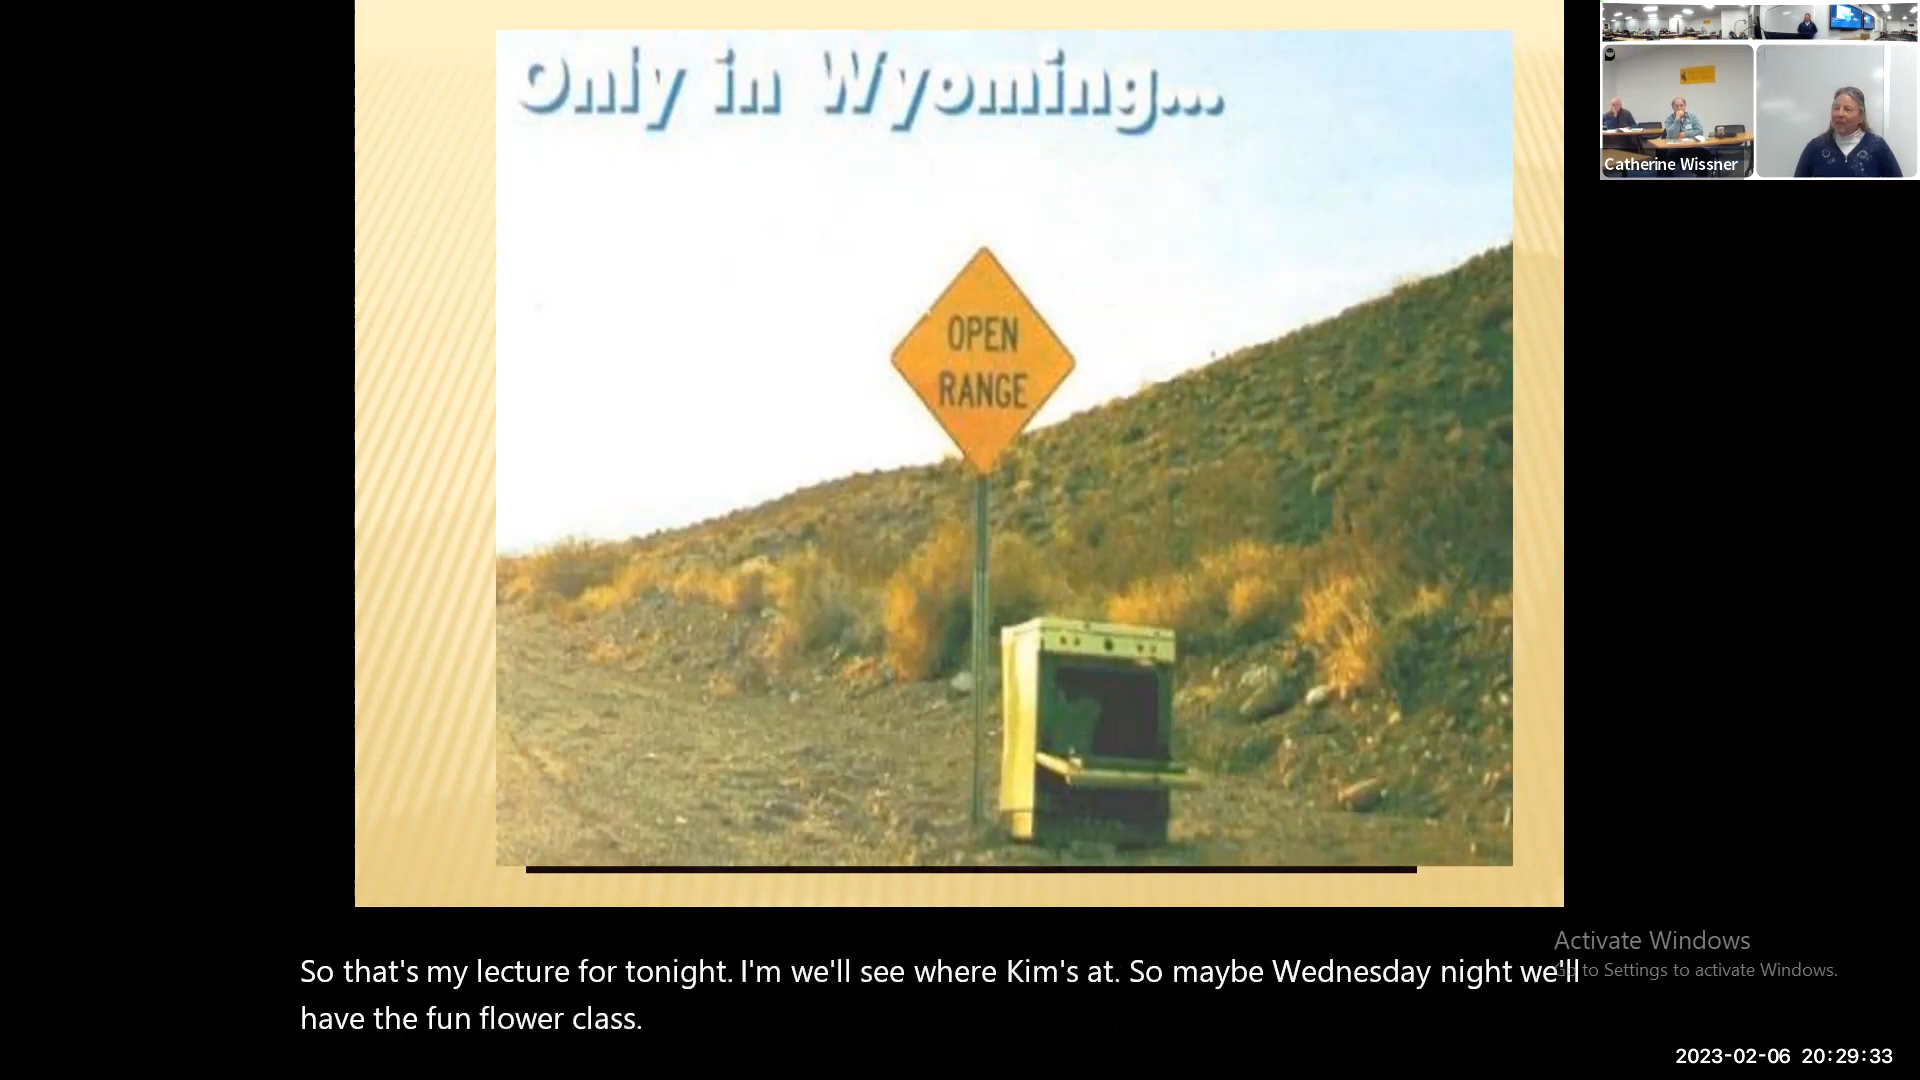 Only in Wyoming...
OPEN
RANGE
Catherine Wissner
Activate Windows
Go to Settings to activate Windows.
So that's my lecture for tonight. I'm we'll see where Kim's at. So maybe Wednesday night we'll
have the fun flower class.
2023-02-06 20:29:33